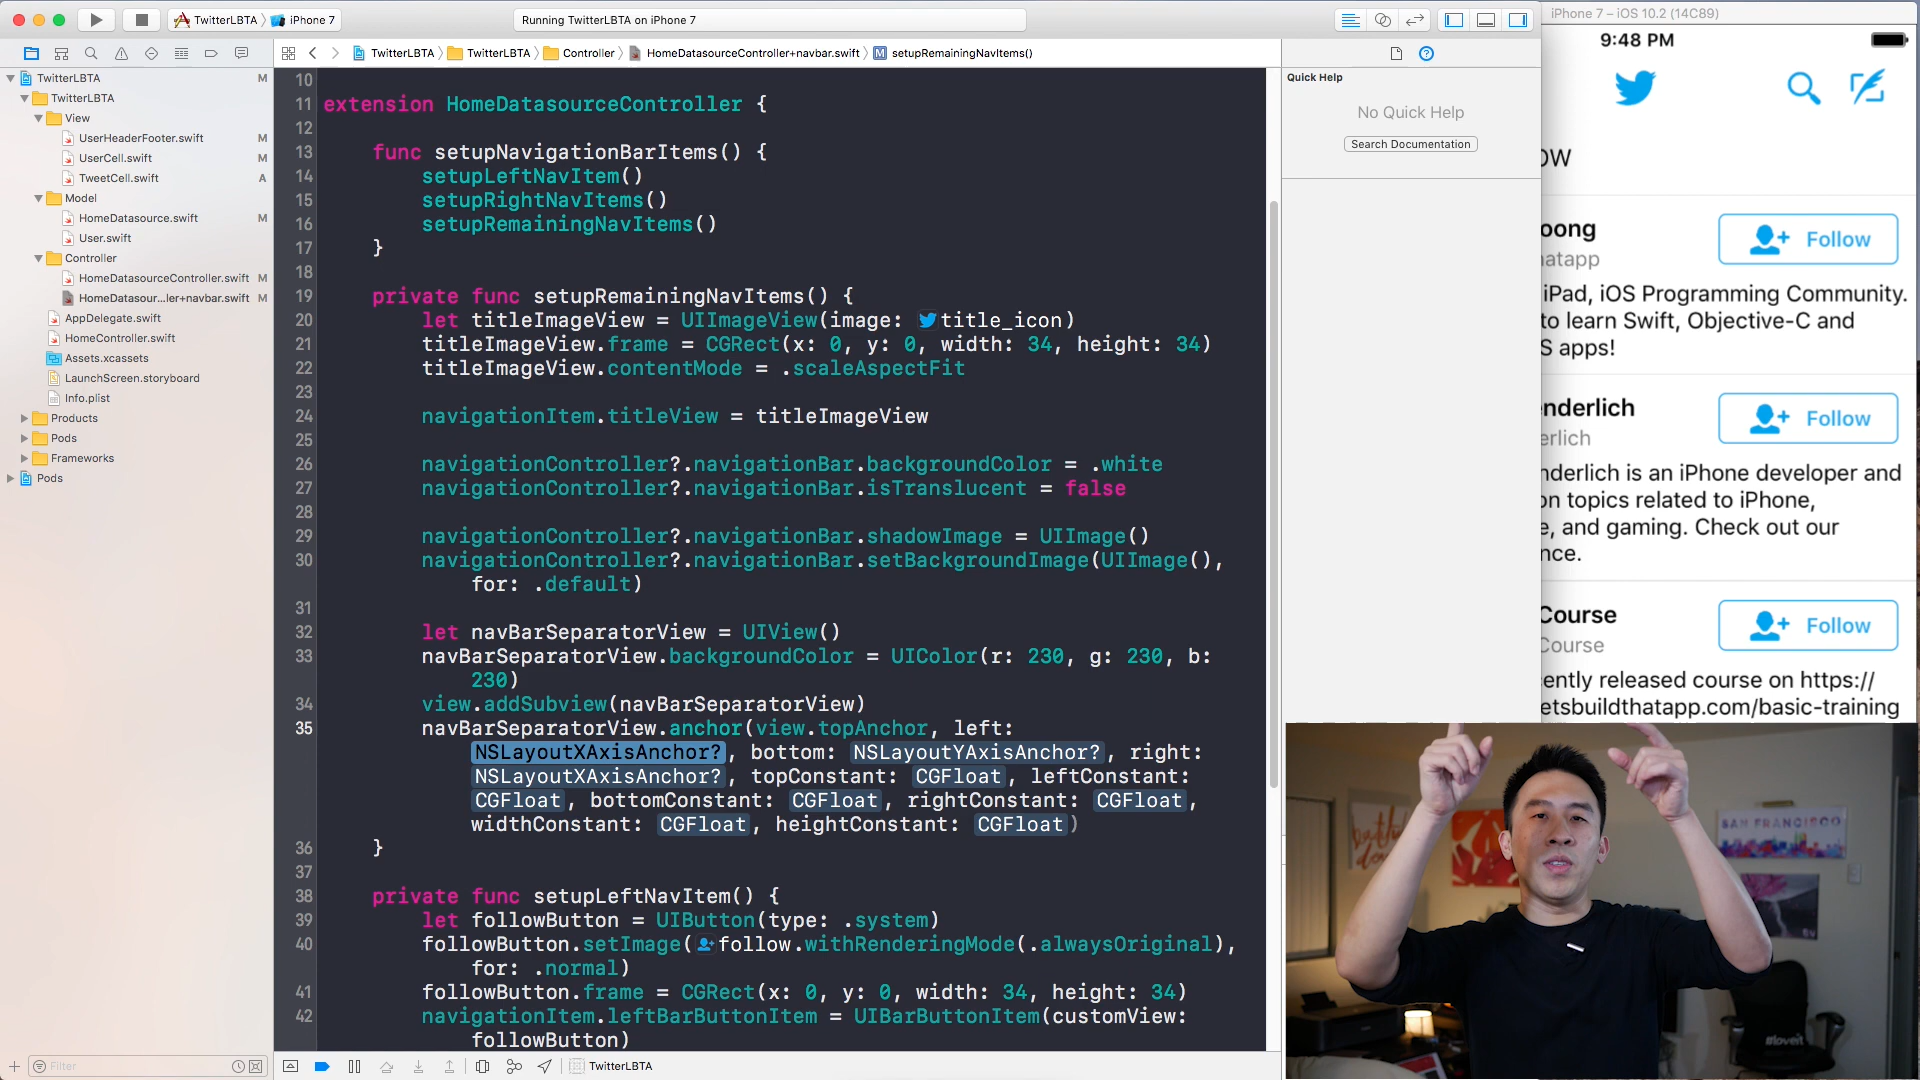 TwitterLBTA
iPhone 7
Running TwitterLBTA on iPhone 7
iPhone 7 – iOS 10.2 (14C89)
TwitterLBTA
TwitterLBTA
Controller
HomeDatasourceController+navbar.swift
M
setupRemainingNavItems()
TwitterLBTA M
TwitterLBTA
View
UserHeaderFooter.swift M
UserCell.swift M
TweetCell.swift A
Model
HomeDatasource.swift M
User.swift
Controller
HomeDatasourceController.swift M
HomeDatasour...ler+navbar.swift M
AppDelegate.swift
HomeController.swift
Assets.xcassets
LaunchScreen.storyboard
Info.plist
Products
Pods
Frameworks
Pods
Filter
10
11 extension HomeDatasourceController {
12
13 func setupNavigationBarItems() {
14 setupLeftNavItem()
15 setupRightNavItems()
16 setupRemainingNavItems()
17 }
18
19 private func setupRemainingNavItems() {
20 let titleImageView = UIImageView(image: title_icon)
21 titleImageView.frame = CGRect(x: 0, y: 0, width: 34, height: 34)
22 titleImageView.contentMode = .scaleAspectFit
23
24 navigationItem.titleView = titleImageView
25
26 navigationController?.navigationBar.backgroundColor = .white
27 navigationController?.navigationBar.isTranslucent = false
28
29 navigationController?.navigationBar.shadowImage = UIImage()
30 navigationController?.navigationBar.setBackgroundImage(UIImage(),
for: .default)
31
32 let navBarSeparatorView = UIView()
33 navBarSeparatorView.backgroundColor = UIColor(r: 230, g: 230, b:
230)
34 view.addSubview(navBarSeparatorView)
35 navBarSeparatorView.anchor(view.topAnchor, left:
NSLayoutXAxisAnchor?, bottom: NSLayoutYAxisAnchor?, right:
NSLayoutXAxisAnchor?, topConstant: CGFloat, leftConstant:
CGFloat, bottomConstant: CGFloat, rightConstant: CGFloat,
widthConstant: CGFloat, heightConstant: CGFloat)
36 }
37
38 private func setupLeftNavItem() {
39 let followButton = UIButton(type: .system)
40 followButton.setImage(follow.withRenderingMode(.alwaysOriginal),
for: .normal)
41 followButton.frame = CGRect(x: 0, y: 0, width: 34, height: 34)
42 navigationItem.leftBarButtonItem = UIBarButtonItem(customView:
followButton)
TwitterLBTA
Quick Help
No Quick Help
Search Documentation
9:48 PM
OW
oong
Follow
hatapp
iPad, iOS Programming Community.
to learn Swift, Objective-C and
S apps!
enderlich
Follow
erlich
enderlich is an iPhone developer and
on topics related to iPhone,
e, and gaming. Check out our
nce.
Course
Follow
Course
ently released course on https://
etsbuildthatapp.com/basic-training
SAN FRANCISCO
#loveit